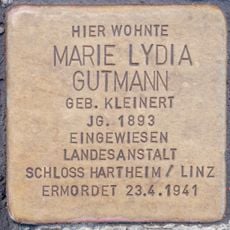 HIER WOHNTE
MARIE LYDIA
GUTMANN
GEB. KLEINERT
JG. 1893
EINGEWIESEN
LANDESANSTALT
SCHLOSS HARTHEIM / LINZ
ERMORDET 23.4.1941